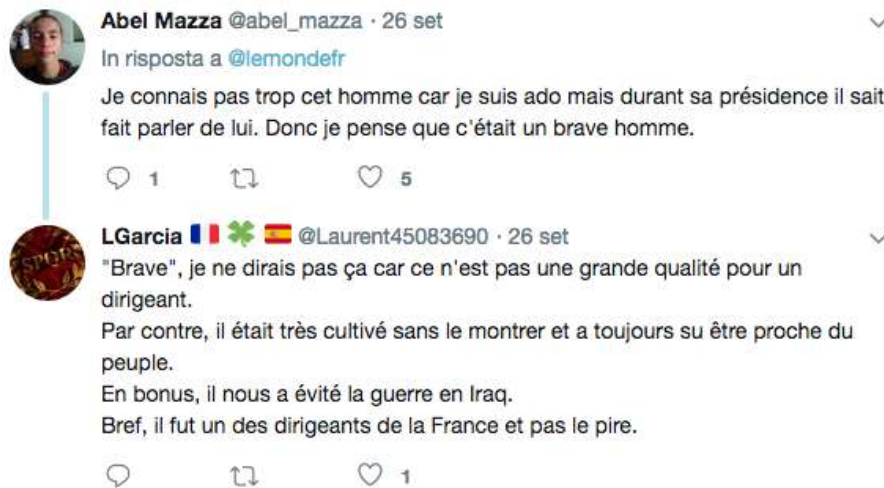 Abel Mazza @abel_mazza · 26 set
In risposta a @lemondefr
Je connais pas trop cet homme car je suis ado mais durant sa présidence il sait
fait parler de lui. Donc je pense que c'était un brave homme.
1 5
LGarcia 🇫🇷 🍀 🇪🇸 @Laurent45083690 · 26 set
"Brave", je ne dirais pas ça car ce n'est pas une grande qualité pour un
dirigeant.
Par contre, il était très cultivé sans le montrer et a toujours su être proche du
peuple.
En bonus, il nous a évité la guerre en Iraq.
Bref, il fut un des dirigeants de la France et pas le pire.
1
SPQR